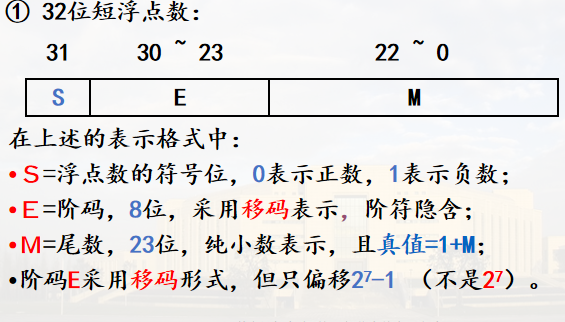 ① 32位短浮点数：
31 30 ~ 23 22 ~ 0
S E M
在上述的表示格式中：
•S=浮点数的符号位，0表示正数，1表示负数；
•E=阶码，8位，采用移码表示，阶符隐含；
•M=尾数，23位，纯小数表示，且真值=1+M；
•阶码E采用移码形式，但只偏移2⁷-1 （不是2⁷）。